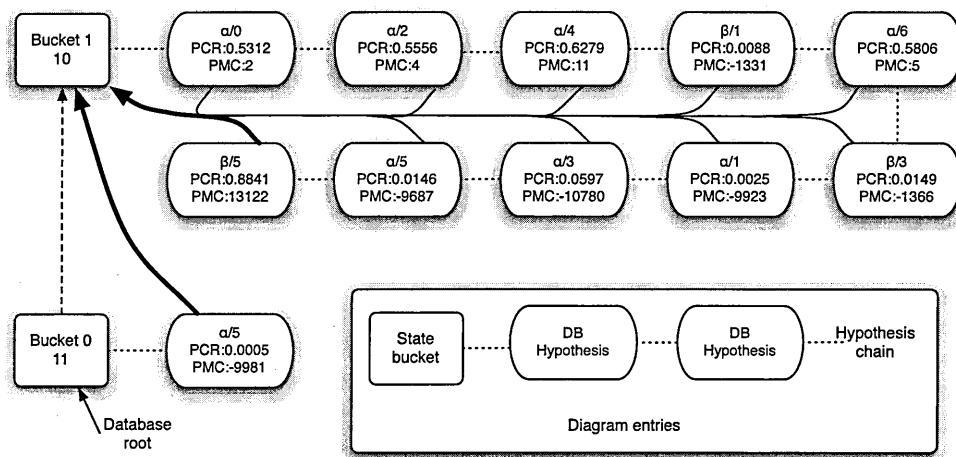 Bucket 1
10
α/0
PCR:0.5312
PMC:2
α/2
PCR:0.5556
PMC:4
α/4
PCR:0.6279
PMC:11
β/1
PCR:0.0088
PMC:-1331
α/6
PCR:0.5806
PMC:5
β/5
PCR:0.8841
PMC:13122
α/5
PCR:0.0146
PMC:-9687
α/3
PCR:0.0597
PMC:-10780
α/1
PCR:0.0025
PMC:-9923
β/3
PCR:0.0149
PMC:-1366
Bucket 0
11
α/5
PCR:0.0005
PMC:-9981
Database
root
State
bucket
DB
Hypothesis
DB
Hypothesis
Hypothesis
chain
Diagram entries